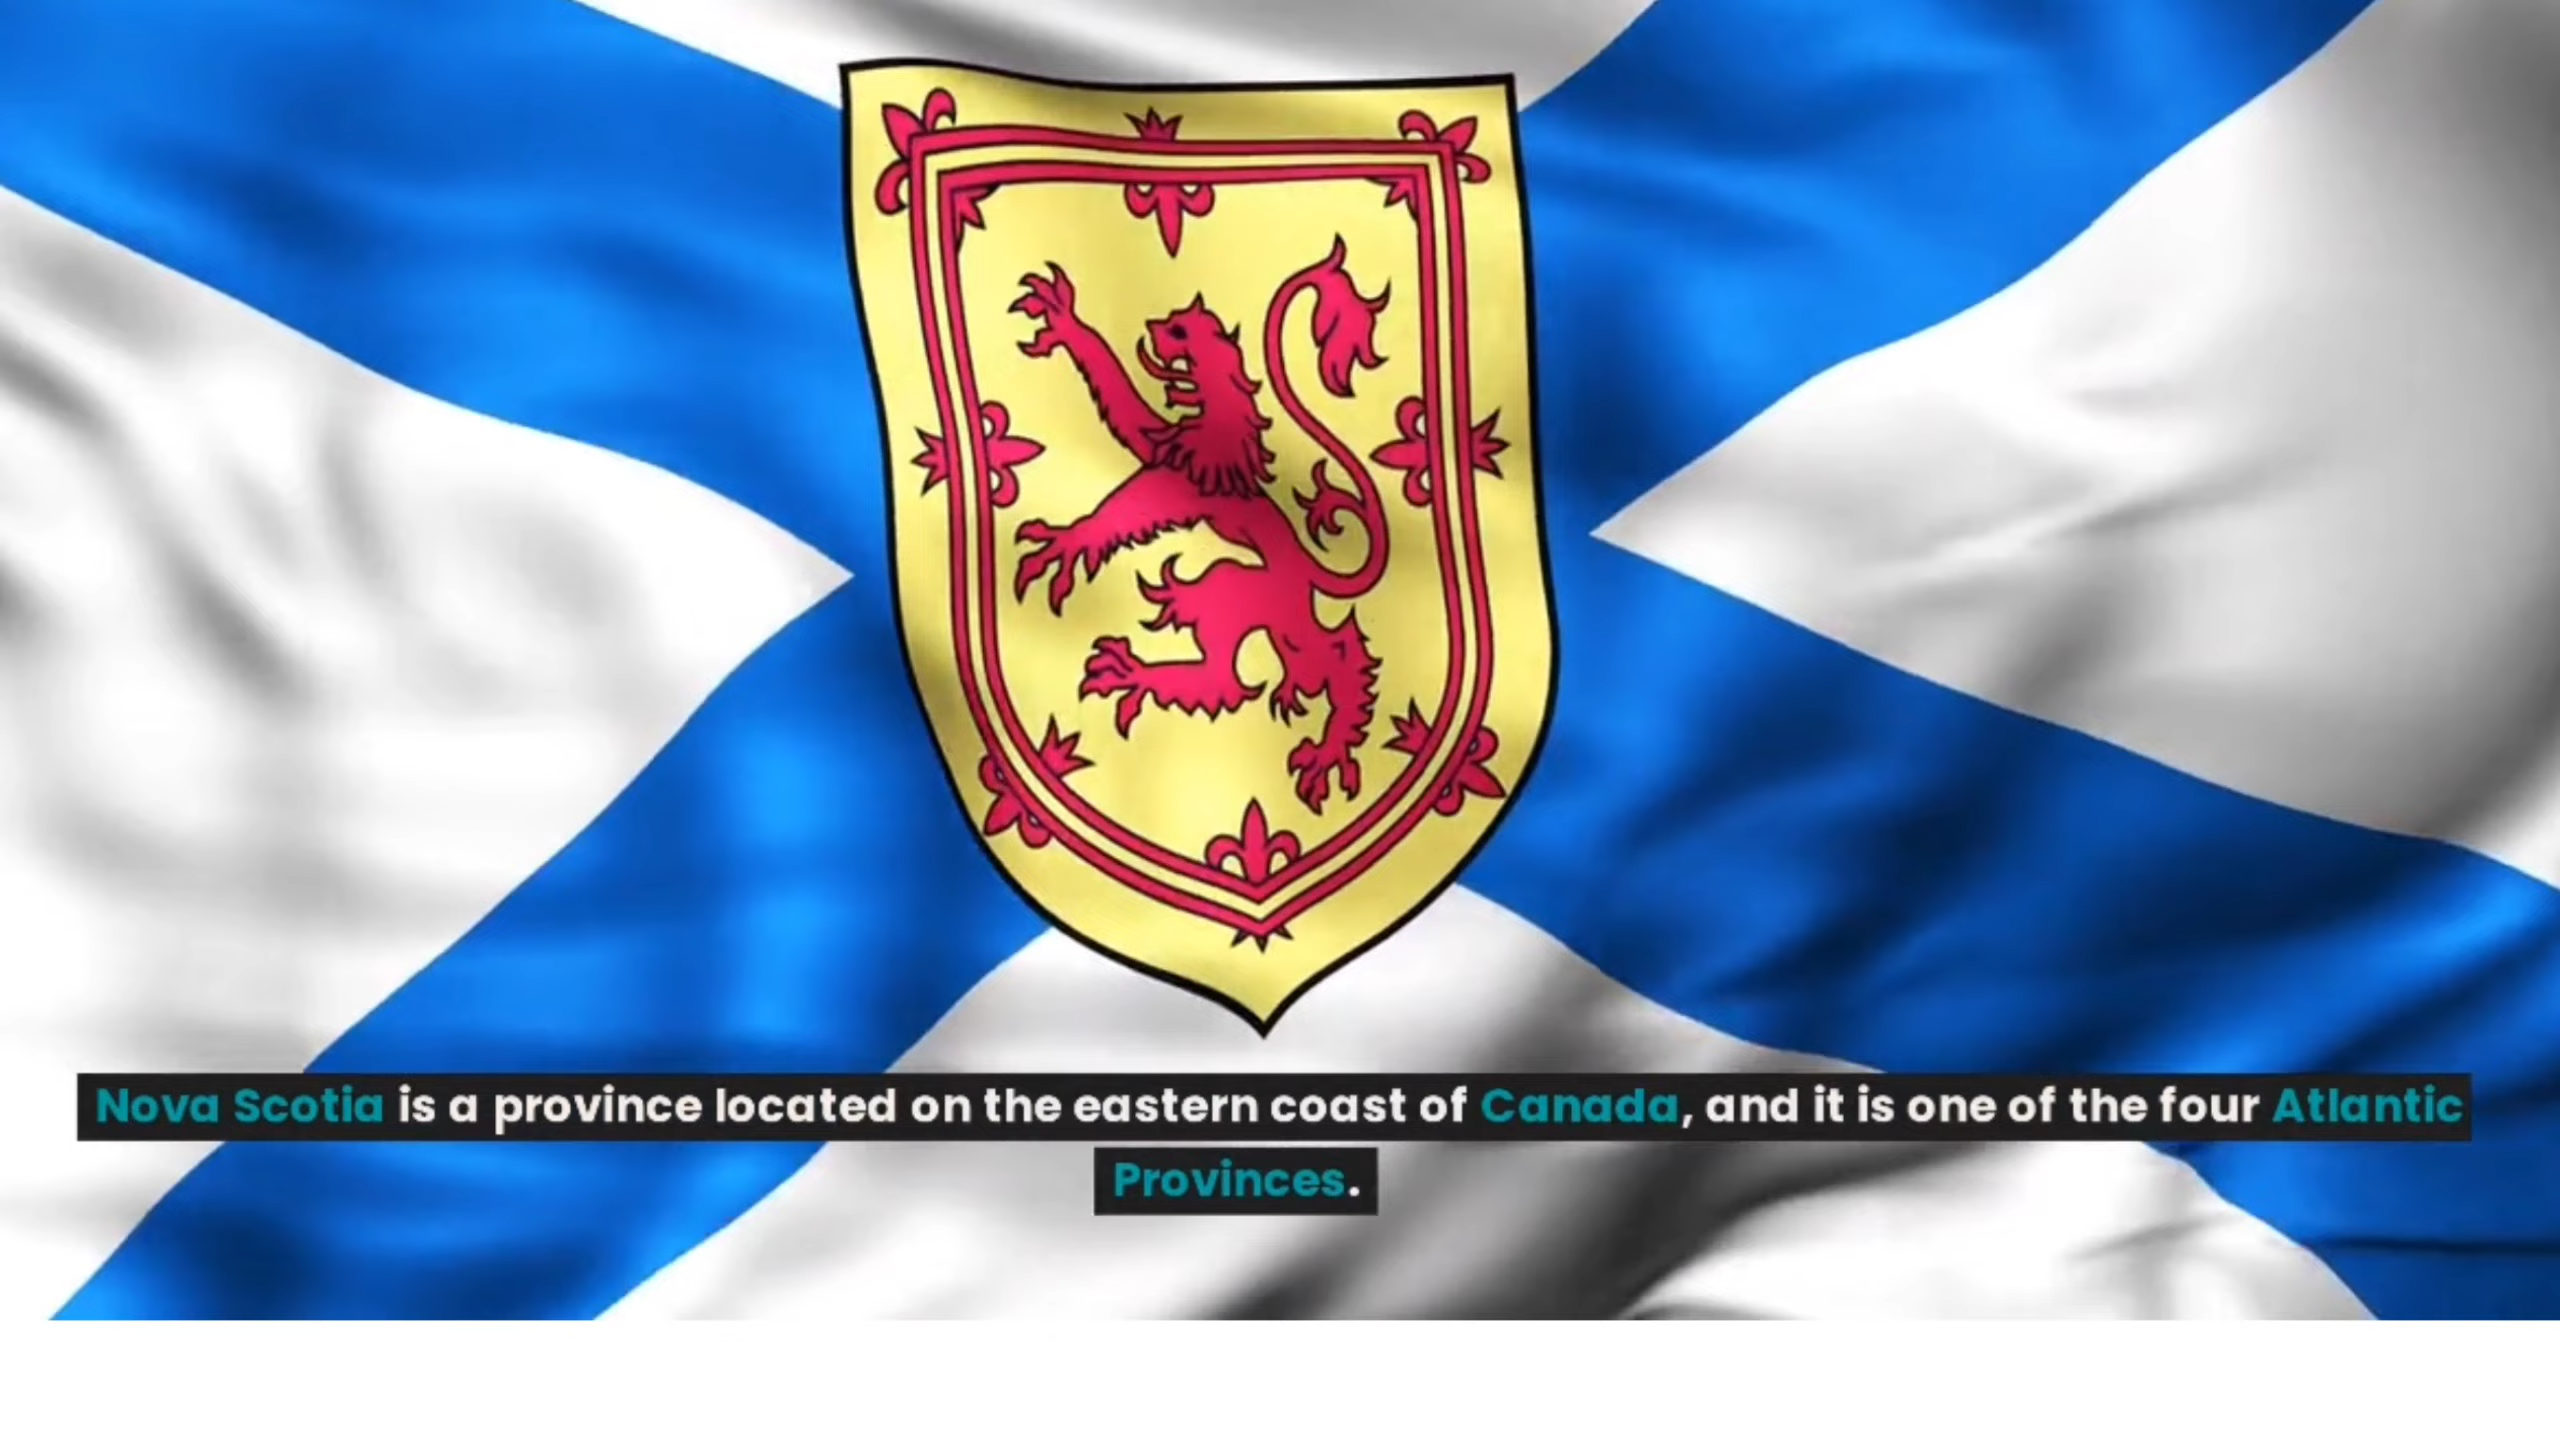 Nova Scotia is a province located on the eastern coast of Canada, and it is one of the four Atlantic
Provinces.